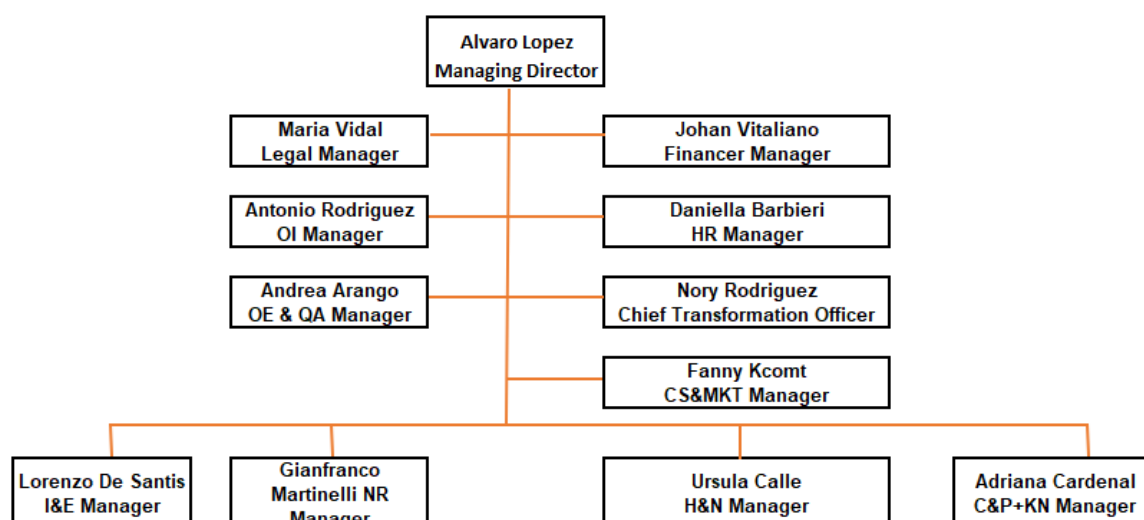 Alvaro Lopez
Managing Director
Maria Vidal
Legal Manager
Johan Vitaliano
Financer Manager
Antonio Rodriguez
OI Manager
Daniella Barbieri
HR Manager
Andrea Arango
OE & QA Manager
Nory Rodriguez
Chief Transformation Officer
Fanny Kcomt
CS&MKT Manager
Lorenzo De Santis
I&E Manager
Gianfranco
Martinelli NR
Manager
Ursula Calle
H&N Manager
Adriana Cardenal
C&P+KN Manager